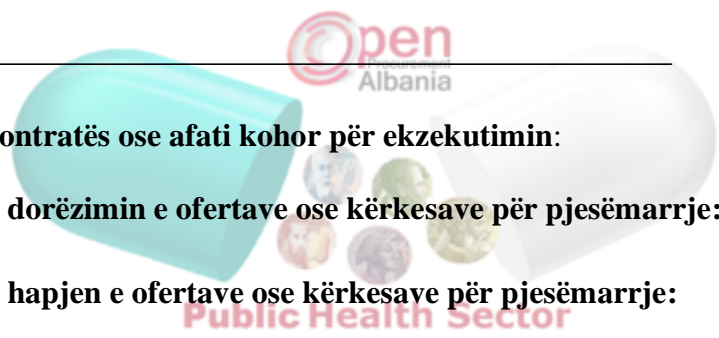 Open
Procurement
Albania
ontratës ose afati kohor për ekzekutimin:
dorëzimin e ofertave ose kërkesave për pjesëmarrje:
hapjen e ofertave ose kërkesave për pjesëmarrje:
Public Health Sector